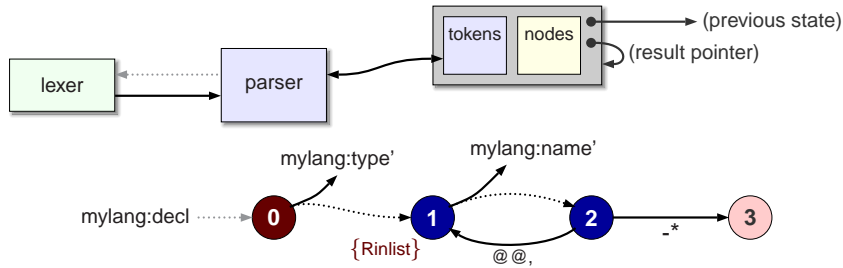 (previous state)
tokens
nodes
(result pointer)
lexer
parser
mylang:type’
mylang:name’
mylang:decl
0
1
2
3
{Rinlist}
@@,
-*